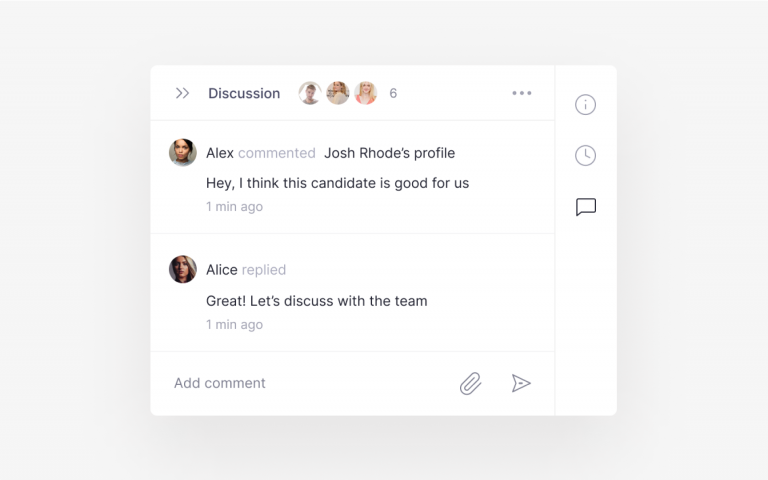 Discussion 6
Alex commented Josh Rhode's profile
Hey, I think this candidate is good for us
1 min ago
Alice replied
Great! Let's discuss with the team
1 min ago
Add comment